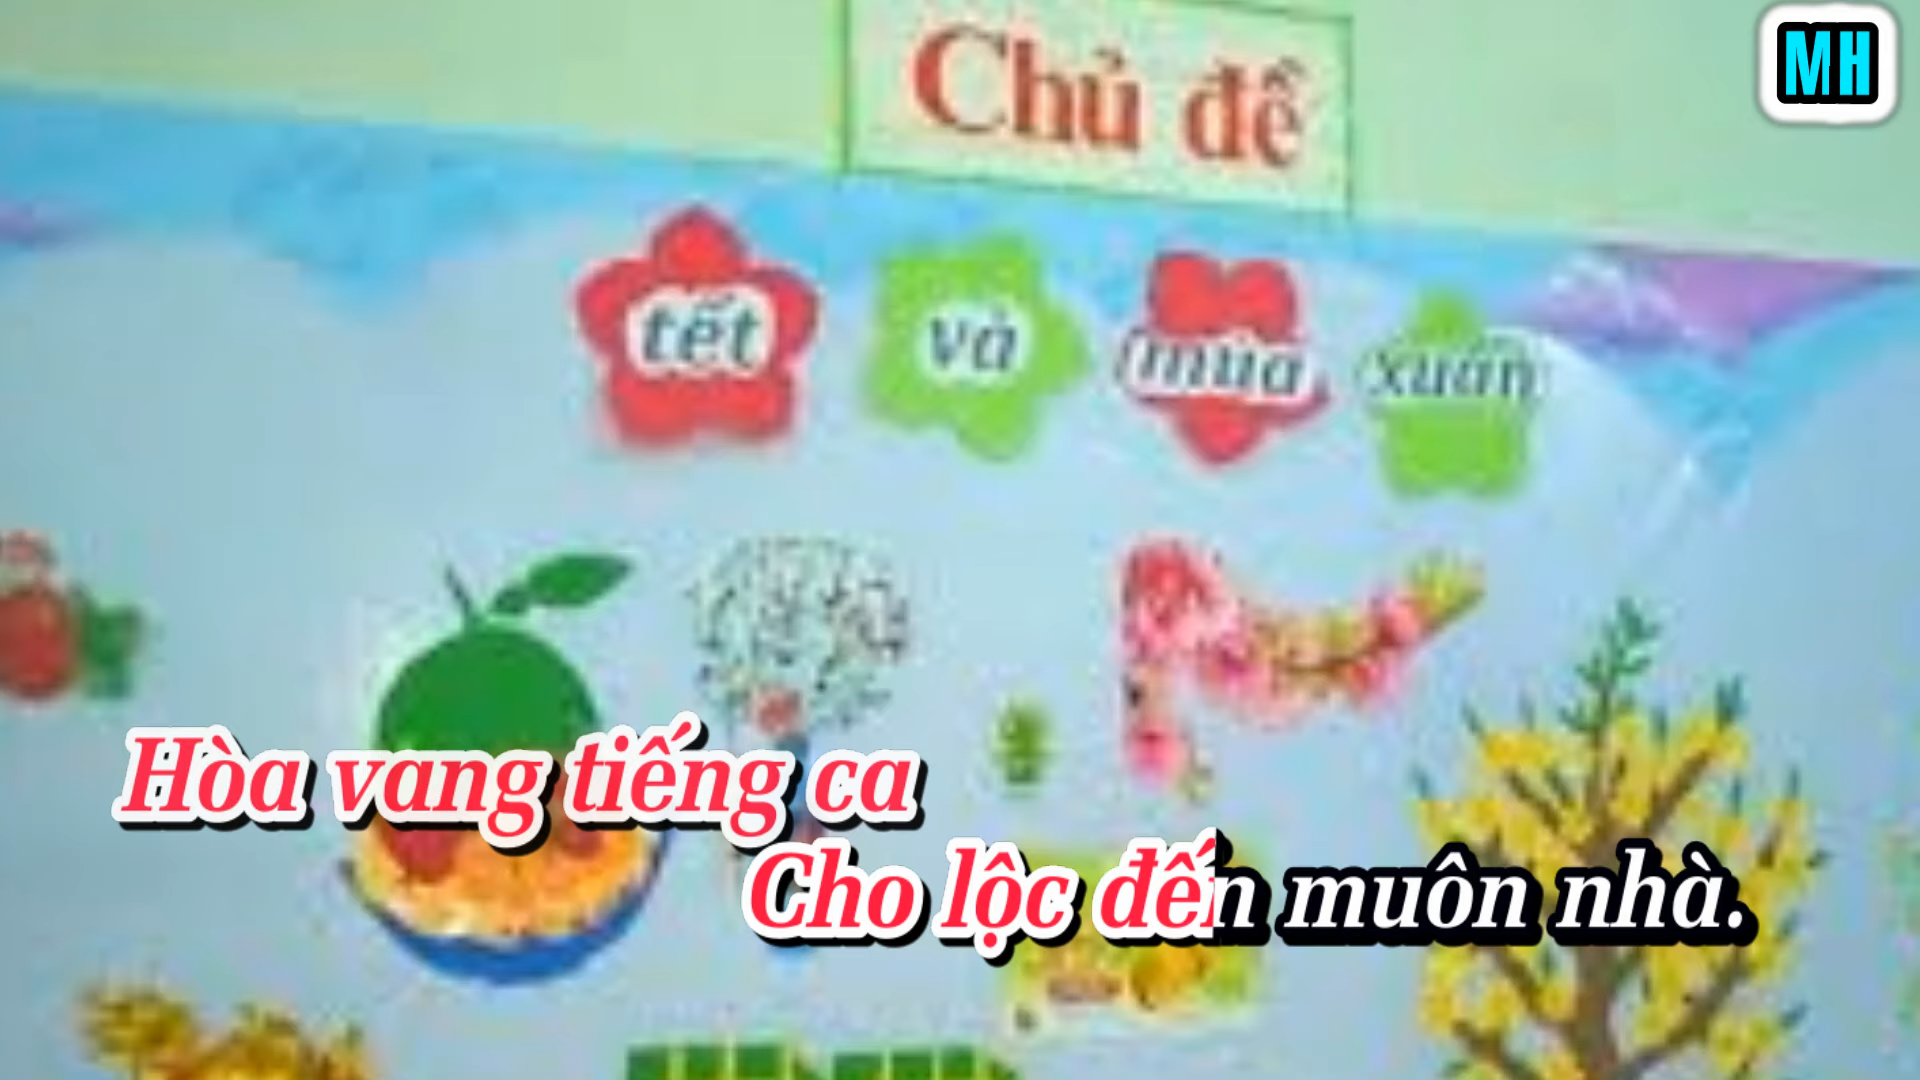 Chủ đề
MH
tết và mùa xuân
Hòa vang tiếng ca
Cho lộc đến muôn nhà.